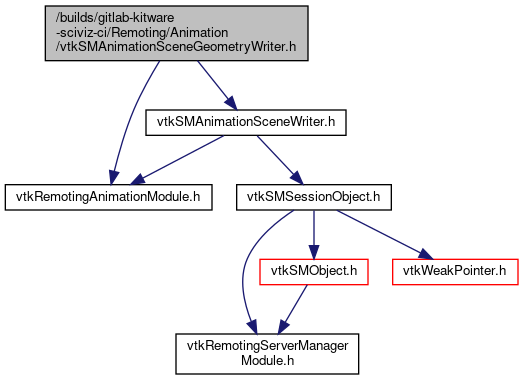 /builds/gitlab-kitware
-sciviz-ci/Remoting/Animation
/vtkSMAnimationSceneGeometryWriter.h
vtkSMAnimationSceneWriter.h
vtkRemotingAnimationModule.h
vtkSMSessionObject.h
vtkSMObject.h
vtkWeakPointer.h
vtkRemotingServerManager
Module.h